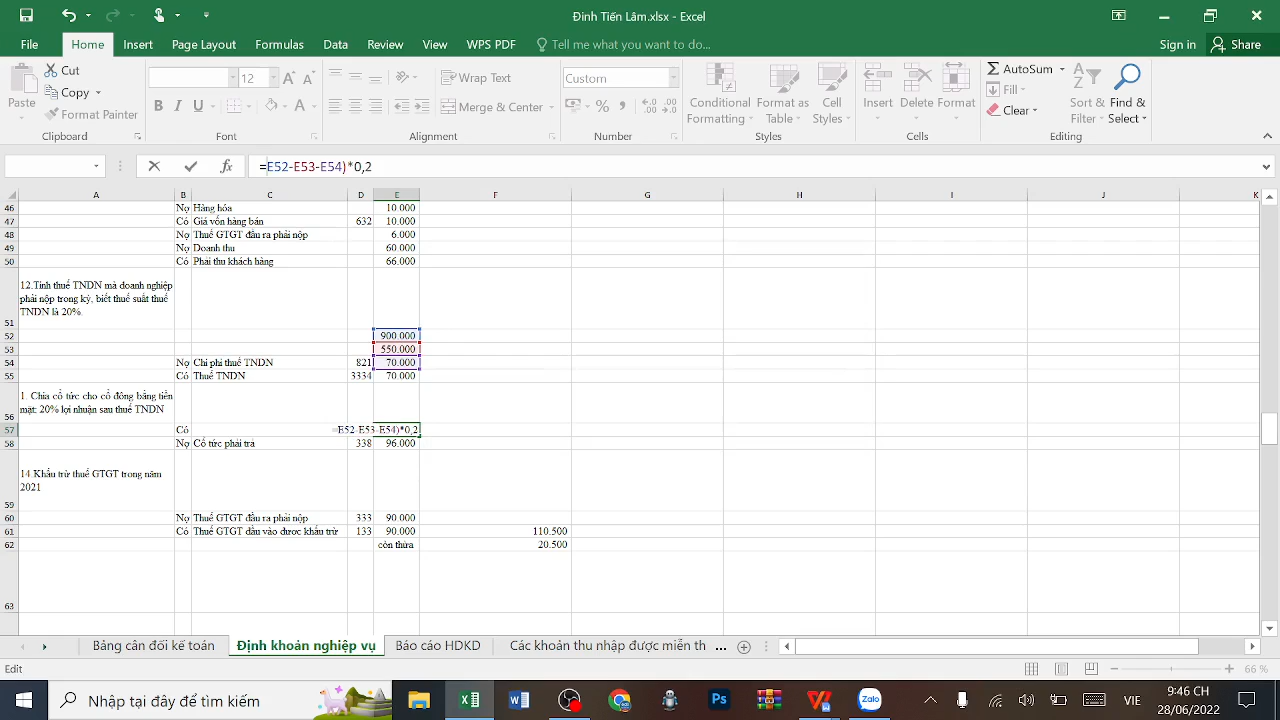 Đinh Tiến Lâm.xlsx - Excel
File Home Insert Page Layout Formulas Data Review View WPS PDF Tell me what you want to do... Sign in Share
Paste Cut Copy Format Painter Clipboard
12 Font
Wrap Text Merge & Center Alignment
Custom Number
Conditional Formatting Format as Table Cell Styles Styles
Insert Delete Format Cells
AutoSum Fill Clear Sort & Filter Find & Select Editing
=E52-E53-E54)*0,2
A B C D E F G H I J K
46 Nợ Hàng hóa 10.000
47 Có Giá vốn hàng bán 632 10.000
48 Nợ Thuế GTGT đầu ra phải nộp 6.000
49 Nợ Doanh thu 60.000
50 Có Phải thu khách hàng 66.000
12.Tính thuế TNDN mà doanh nghiệp
phải nộp trong kỳ, biết thuế suất thuế
TNDN là 20%.
51
52 900.000
53 550.000
54 Nợ Chi phí thuế TNDN 821 70.000
55 Có Thuế TNDN 3334 70.000
1. Chia cổ tức cho cổ đông bằng tiền
mặt: 20% lợi nhuận sau thuế TNDN
56
57 Có =E52-E53-E54)*0,2
58 Nợ Cổ tức phải trả 338 96.000
14 Khấu trừ thuế GTGT trong năm
2021
59
60 Nợ Thuế GTGT đầu ra phải nộp 333 90.000
61 Có Thuế GTGT đầu vào được khấu trừ 133 90.000 110.500
62 còn thừa 20.500
63
Bảng cân đối kế toán Định khoản nghiệp vụ Báo cáo HDKD Các khoản thu nhập được miễn th ...
Edit 66 %
Nhập tại đây để tìm kiếm VIE 9:46 CH
28/06/2022